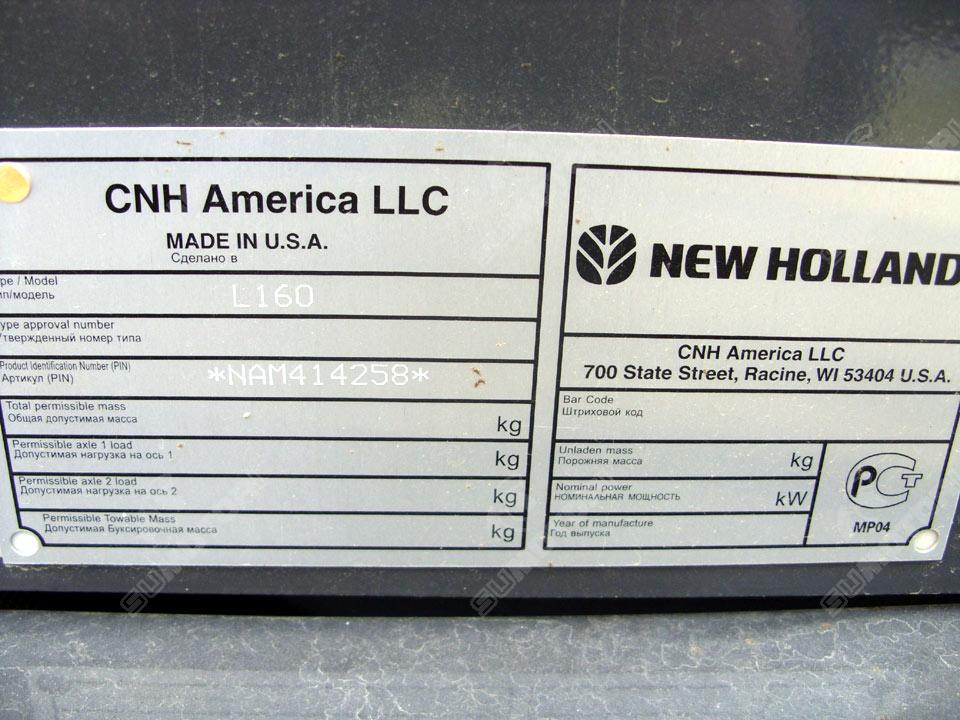 CNH America LLC
MADE IN U.S.A.
Сделано в
ype / Model
ип/модель
L160
ype approval number
твержденный номер типа
Product Identification Number (PIN)
Артикул (PIN)
*NAM414258*
Total permissible mass
Общая допустимая масса
kg
Permissible axle 1 load
Допустимая нагрузка на ось 1
kg
Permissible axle 2 load
Допустимая нагрузка на ось 2
kg
Permissible Towable Mass
Допустимая Буксировочная масса
kg
NEW HOLLAND
CNH America LLC
700 State Street, Racine, WI 53404 U.S.A.
Bar Code
Штриховой код
Unladen mass
Порожняя масса
kg
Nominal power
НОМИНАЛЬНАЯ МОЩНОСТЬ
kW
Year of manufacture
Год выпуска
РСТ
MP04